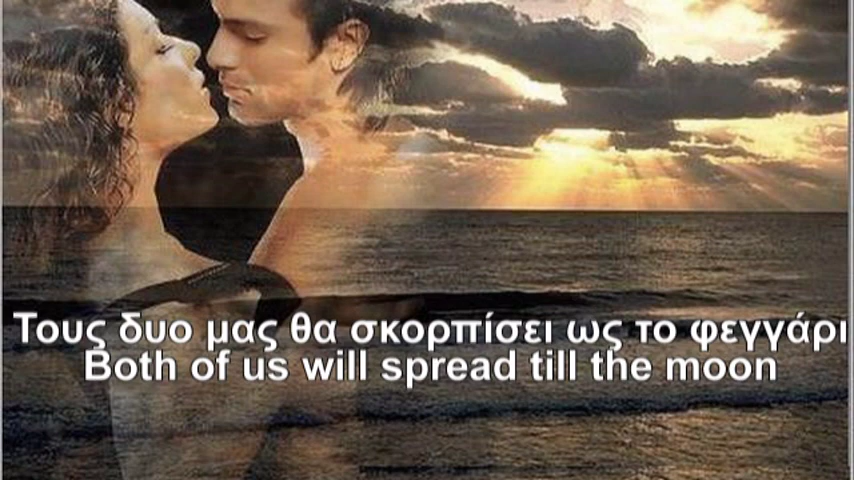 Τους δυο μας θα σκορπίσει ως το φεγγάρι
Both of us will spread till the moon